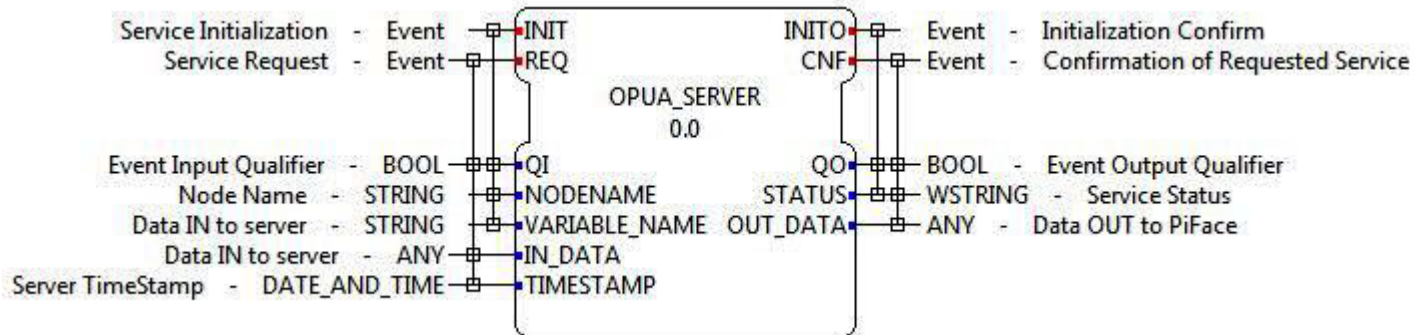 Service Initialization - Event INIT INITO Event - Initialization Confirm
Service Request - Event REQ CNF Event - Confirmation of Requested Service
OPUA_SERVER
0.0
Event Input Qualifier - BOOL QI QO BOOL - Event Output Qualifier
Node Name - STRING NODENAME STATUS WSTRING - Service Status
Data IN to server - STRING VARIABLE_NAME OUT_DATA ANY - Data OUT to PiFace
Data IN to server - ANY IN_DATA
Server TimeStamp - DATE_AND_TIME TIMESTAMP